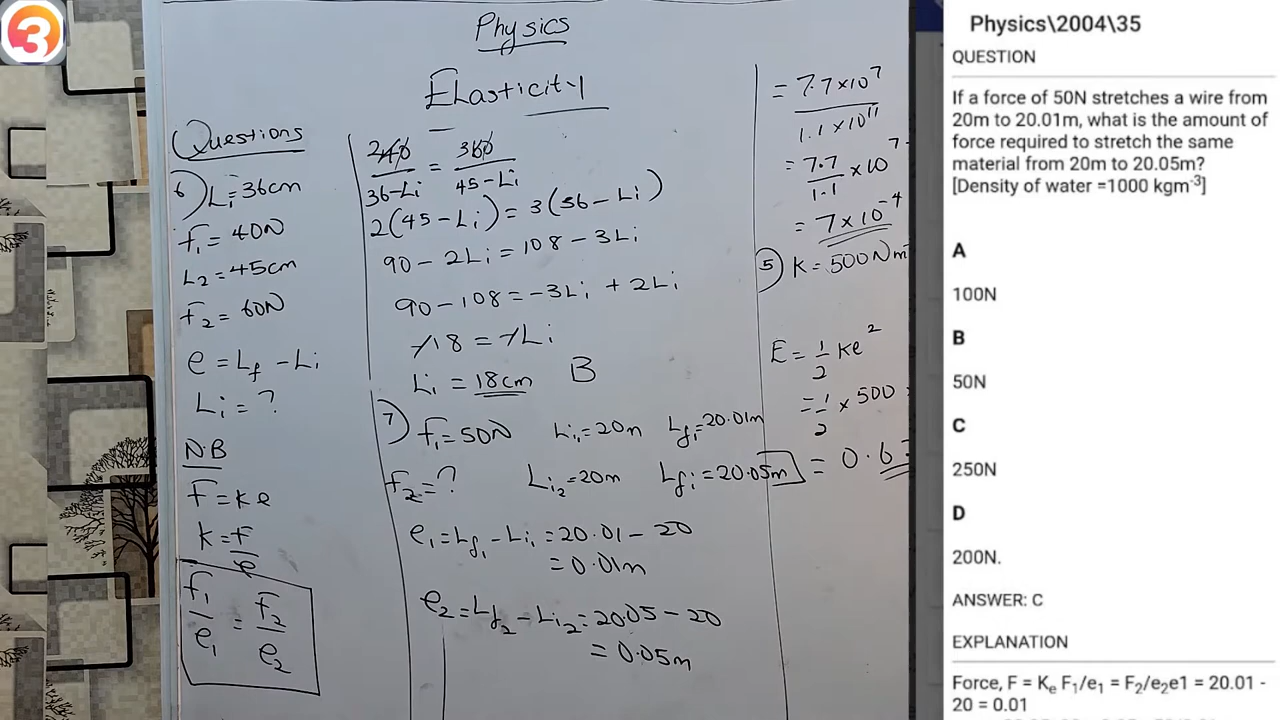 3
Physics
Elasticity
Questions
6) Li = 36cm
F1 = 40N
L2 = 45cm
F2 = 60N
e = Lf - Li
Li = ?
N.B
F = Ke
K = F/e
F1/e1 = F2/e2
240/36-Li = 360/45-Li
2(45 - Li) = 3(36 - Li)
90 - 2Li = 108 - 3Li
90 - 108 = -3Li + 2Li
-18 = -Li
Li = 18cm B
7) F1 = 50N Li1 = 20m Lf1 = 20.01m
F2 = ? Li2 = 20m Lfi = 20.05m
e1 = Lf1 - Li1 = 20.01 - 20
= 0.01m
e2 = Lf2 - Li2 = 20.05 - 20
= 0.05m
= 7.7 × 10^7
1.1 × 10^11
= 7.7/1.1 × 10^7
= 7 × 10^-4
5) K = 500Nm
E = 1/2 Ke²
= 1/2 × 500
= 0.6
Physics\2004\35
QUESTION
If a force of 50N stretches a wire from
20m to 20.01m, what is the amount of
force required to stretch the same
material from 20m to 20.05m?
[Density of water =1000 kgm⁻³]
A
100N
B
50N
C
250N
D
200N.
ANSWER: C
EXPLANATION
Force, F = Kₑ F₁/e₁ = F₂/e₂e1 = 20.01 -
20 = 0.01